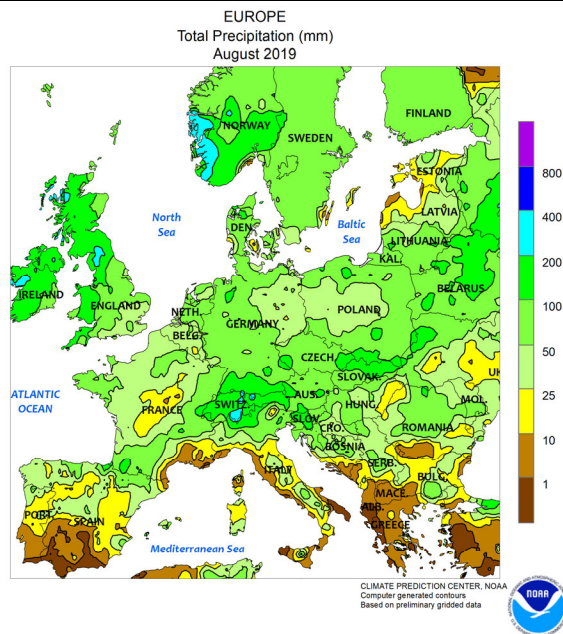 EUROPE
Total Precipitation (mm)
August 2019
FINLAND
NORWAY
SWEDEN
ESTONIA
North
Sea
Baltic
Sea
LATVIA
DEN.
LITHUANIA
KAL.
IRELAND
ENGLAND
BELARUS
NETH.
GERMANY
POLAND
BELG.
CZECH.
UK
SLOVAK.
ATLANTIC
OCEAN
FRANCE
SWITZ.
AUS.
HUNG.
MOL.
SLOV.
CRO.
ROMANIA
BOSNIA
ITALY
SERB.
BULG.
PORT.
SPAIN
MACE.
ALB.
GREECE
Mediterranean Sea
800
400
200
100
50
25
10
1
CLIMATE PREDICTION CENTER, NOAA
Computer generated contours
Based on preliminary gridded data
NOAA